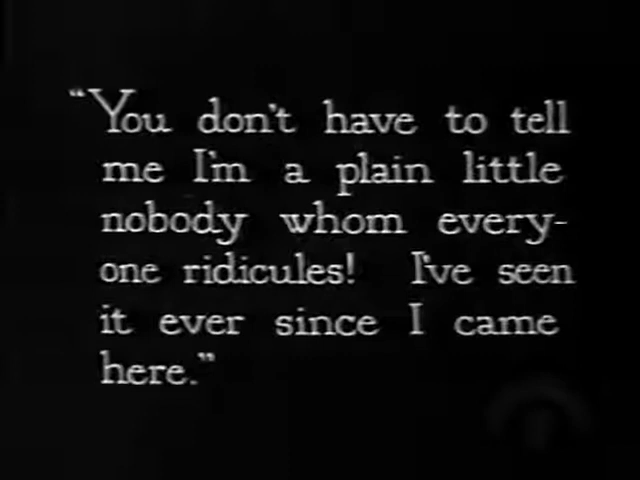 “You don't have to tell
me I'm a plain little
nobody whom every-
one ridicules! I've seen
it ever since I came
here.”